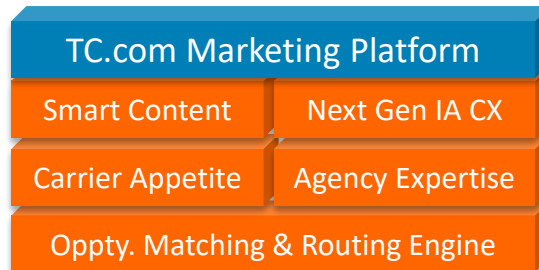 TC.com Marketing Platform
Smart Content
Next Gen IA CX
Carrier Appetite
Agency Expertise
Oppty. Matching & Routing Engine